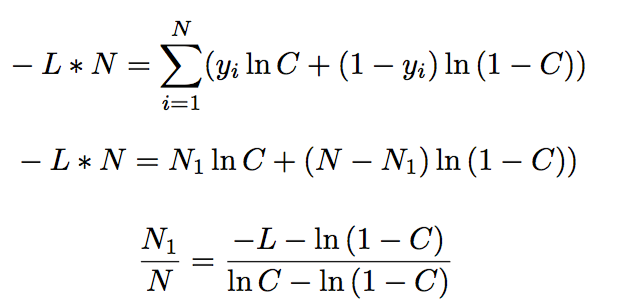 − L ∗ N = \sum_{i=1}^{N} (y_i \ln C + (1 − y_i) \ln (1 − C))
− L ∗ N = N_1 \ln C + (N − N_1) \ln (1 − C))
\frac{N_1}{N} = \frac{−L − \ln (1 − C)}{\ln C − \ln (1 − C)}